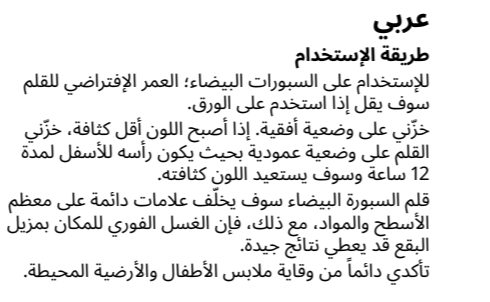 عربي
طريقة الإستخدام
للإستخدام على السبورات البيضاء؛ العمر الإفتراضي للقلم
سوف يقل إذا استخدم على الورق.
خزّني على وضعية أفقية. إذا أصبح اللون أقل كثافة، خزّني
القلم على وضعية عمودية بحيث يكون رأسه للأسفل لمدة
12 ساعة وسوف يستعيد اللون كثافته.
قلم السبورة البيضاء سوف يخلّف علامات دائمة على معظم
الأسطح والمواد، مع ذلك، فإن الغسل الفوري للمكان بمزيل
البقع قد يعطي نتائج جيدة.
تأكدي دائماً من وقاية ملابس الأطفال والأرضية المحيطة.